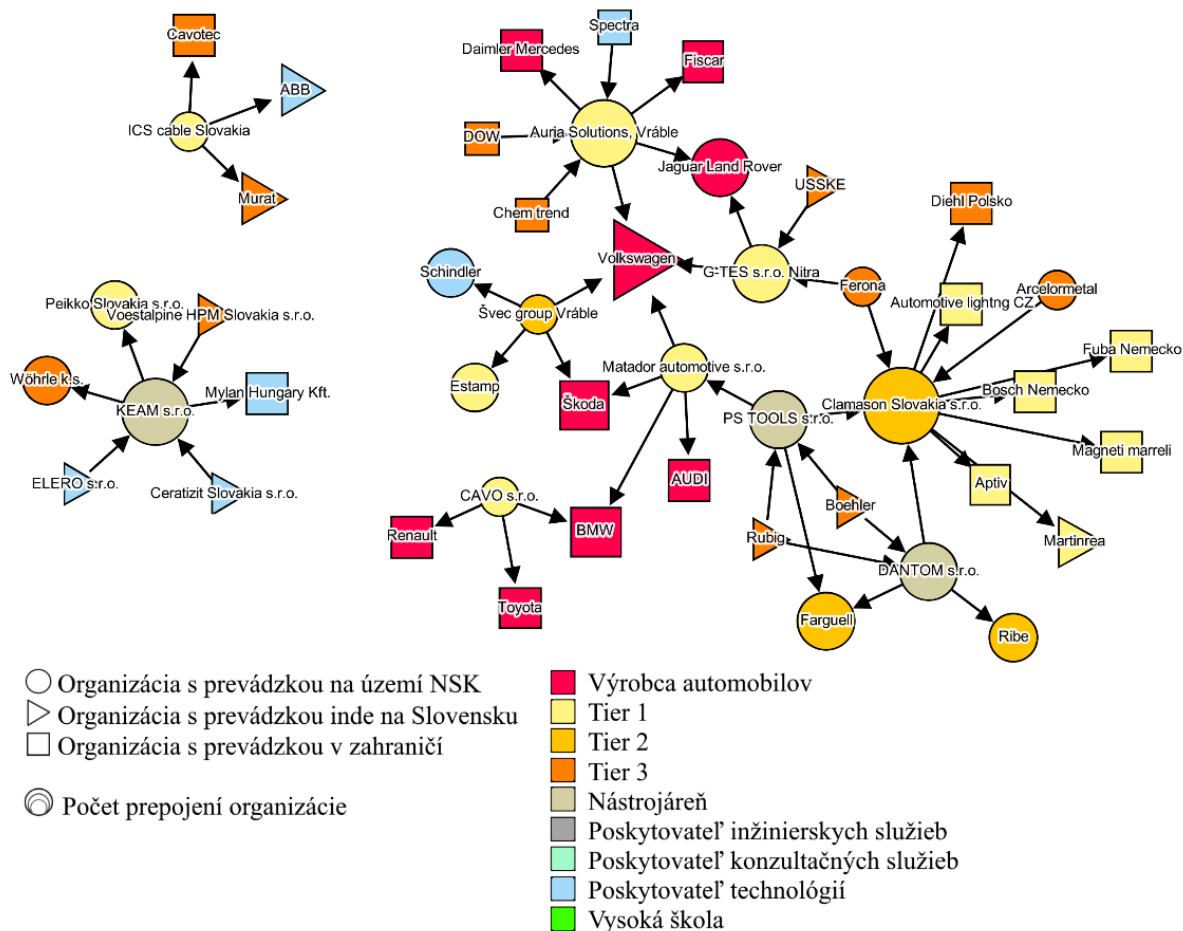 Cavotec
ABB
ICS cable Slovakia
Murat
Spectra
Daimler Mercedes
Fiscar
DOW
Auria Solutions, Vráble
Jaguar Land Rover
USSKE
Chem trend
Diehl Polsko
Volkswagen
G-TES s.r.o. Nitra
Schindler
Ferona
Arcelormetal
Automotive lightng CZ
Švec group Vráble
Peikko Slovakia s.r.o.
Voestalpine HPM Slovakia s.r.o.
Fuba Nemecko
Matador automotive s.r.o.
Wöhrle k.s.
Mylan Hungary Kft.
Estamp
Škoda
Bosch Nemecko
Clamason Slovakia s.r.o.
KEAM s.r.o.
PS TOOLS s.r.o.
Magneti marreli
ELERO s.r.o.
Ceratizit Slovakia s.r.o.
CAVO s.r.o.
AUDI
Aptiv
Boehler
Renault
BMW
Rubig
Martinrea
DANTOM s.r.o.
Toyota
Farguell
Ribe
Organizácia s prevádzkou na území NSK
Organizácia s prevádzkou inde na Slovensku
Organizácia s prevádzkou v zahraničí
Počet prepojení organizácie
Výrobca automobilov
Tier 1
Tier 2
Tier 3
Nástrojáreň
Poskytovateľ inžinierskych služieb
Poskytovateľ konzultačných služieb
Poskytovateľ technológií
Vysoká škola